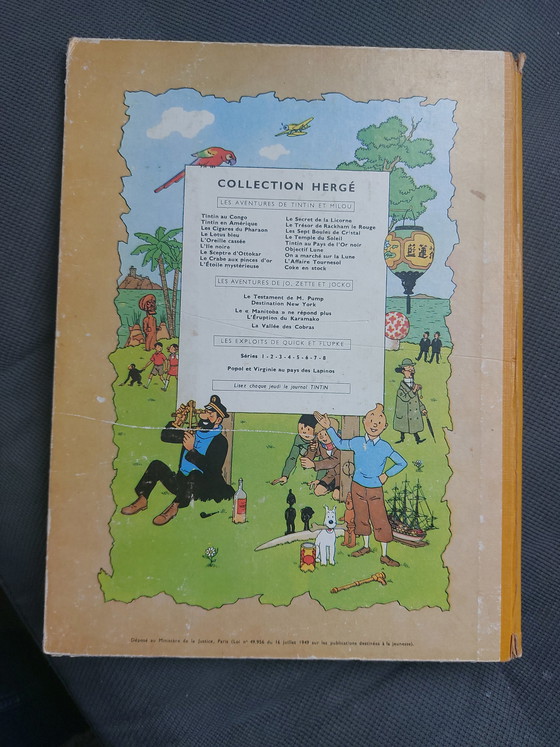 COLLECTION HERGÉ
LES AVENTURES DE TINTIN ET MILOU
Tintin au Congo
Tintin en Amérique
Les Cigares du Pharaon
Le Lotus bleu
L'Oreille cassée
L'Ile noire
Le Sceptre d'Ottokar
Le Crabe aux pinces d'or
L'Étoile mystérieuse
Le Secret de la Licorne
Le Trésor de Rackham le Rouge
Les Sept Boules de Cristal
Le Temple du Soleil
Tintin au Pays de l'Or noir
Objectif Lune
On a marché sur la Lune
L'Affaire Tournesol
Coke en stock
LES AVENTURES DE JO, ZETTE ET JOCKO
Le Testament de M. Pump
Destination New York
Le « Manitoba » ne répond plus
L'Éruption du Karamako
La Vallée des Cobras
LES EXPLOITS DE QUICK ET FLUPKE
Séries 1 - 2 - 3 - 4 - 5 - 6 - 7 - 8
Popol et Virginie au pays des Lapinos
Lisez chaque jeudi le journal TINTIN
Déposé au Ministère de la Justice, Paris (Loi n° 49.956 du 16 juillet 1949 sur les publications destinées à la jeunesse).